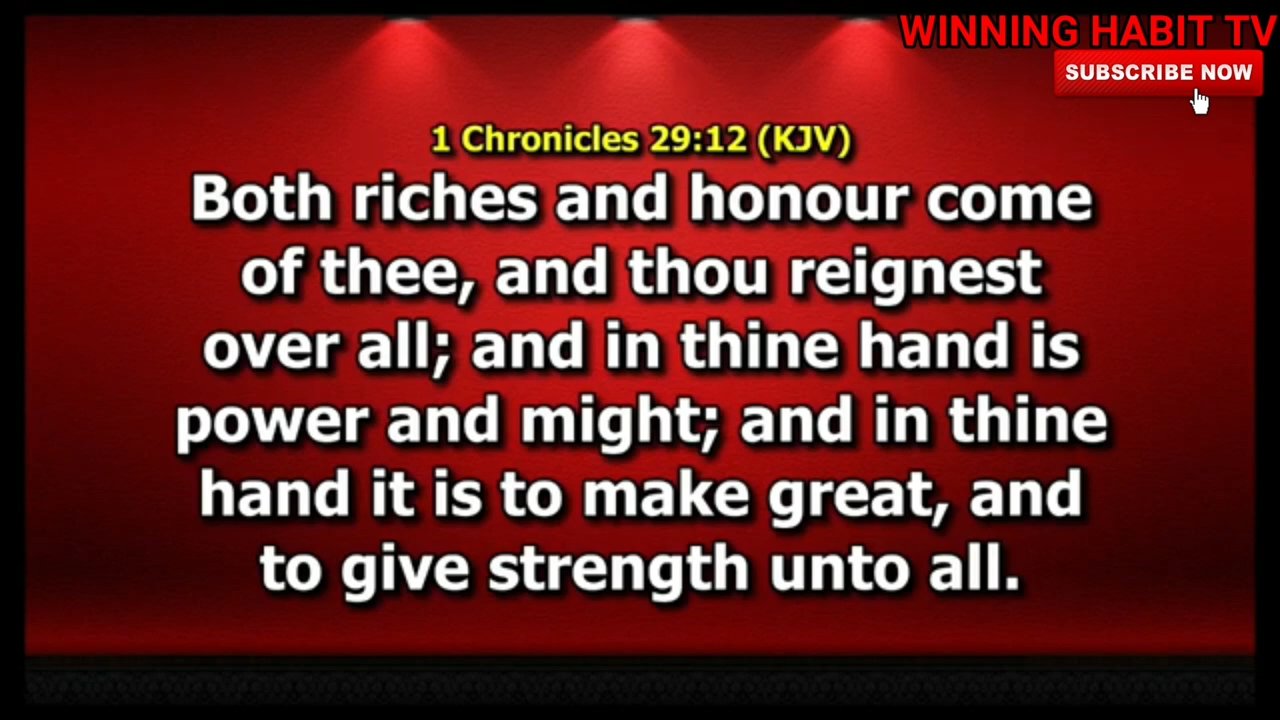 WINNING HABIT TV
SUBSCRIBE NOW
1 Chronicles 29:12 (KJV)
Both riches and honour come
of thee, and thou reignest
over all; and in thine hand is
power and might; and in thine
hand it is to make great, and
to give strength unto all.